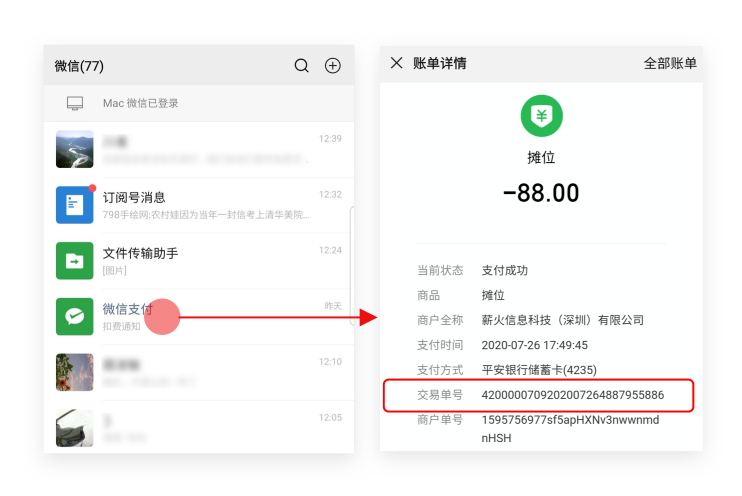 微信(77)
Mac 微信已登录
12:39
订阅号消息
12:32
798手绘网:农村娃因为当年一封信考上清华美院...
文件传输助手
12:24
[图片]
微信支付
昨天
扣费通知
12:10
12:05
账单详情
全部账单
¥
摊位
-88.00
当前状态 支付成功
商品 摊位
商户全称 薪火信息科技（深圳）有限公司
支付时间 2020-07-26 17:49:45
支付方式 平安银行储蓄卡(4235)
交易单号 4200000709202007264887955886
商户单号 1595756977sf5apHXNv3nwwnmd
nHSH